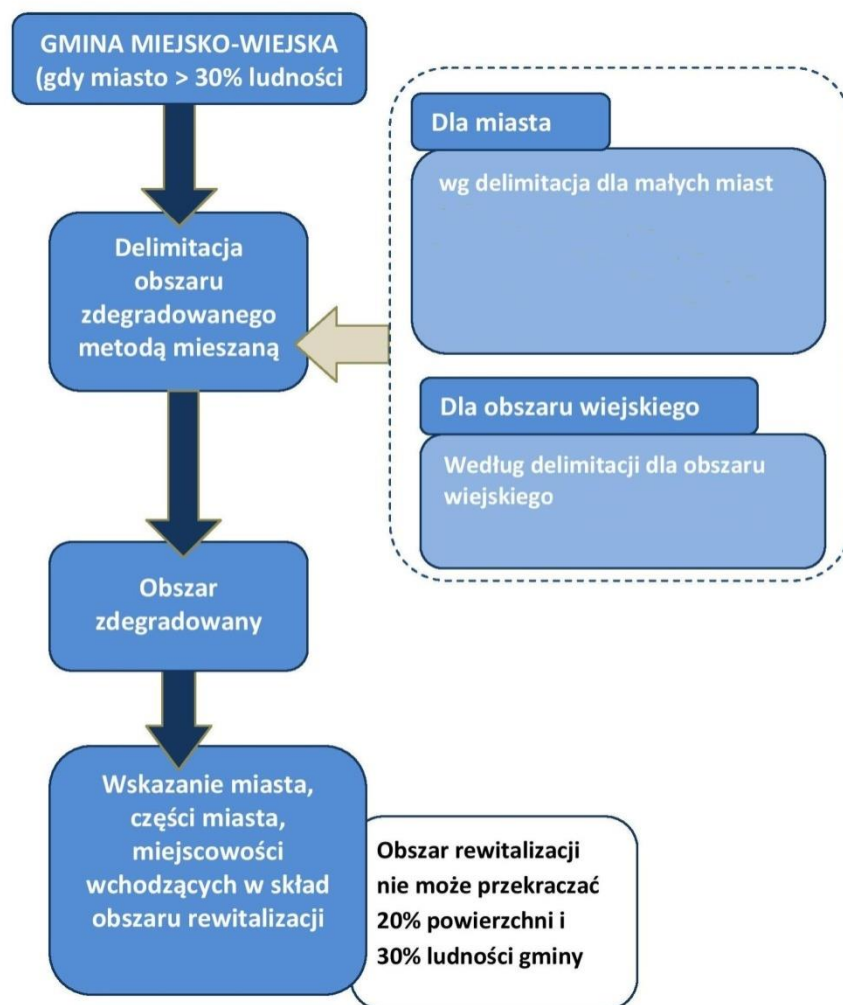 GMINA MIEJSKO-WIEJSKA
(gdy miasto > 30% ludności
Delimitacja
obszaru
zdegradowanego
metodą mieszaną
Dla miasta
wg delimitacja dla małych miast
Dla obszaru wiejskiego
Według delimitacji dla obszaru
wiejskiego
Obszar
zdegradowany
Wskazanie miasta,
części miasta,
miejscowości
wchodzących w skład
obszaru rewitalizacji
Obszar rewitalizacji
nie może przekraczać
20% powierzchni i
30% ludności gminy